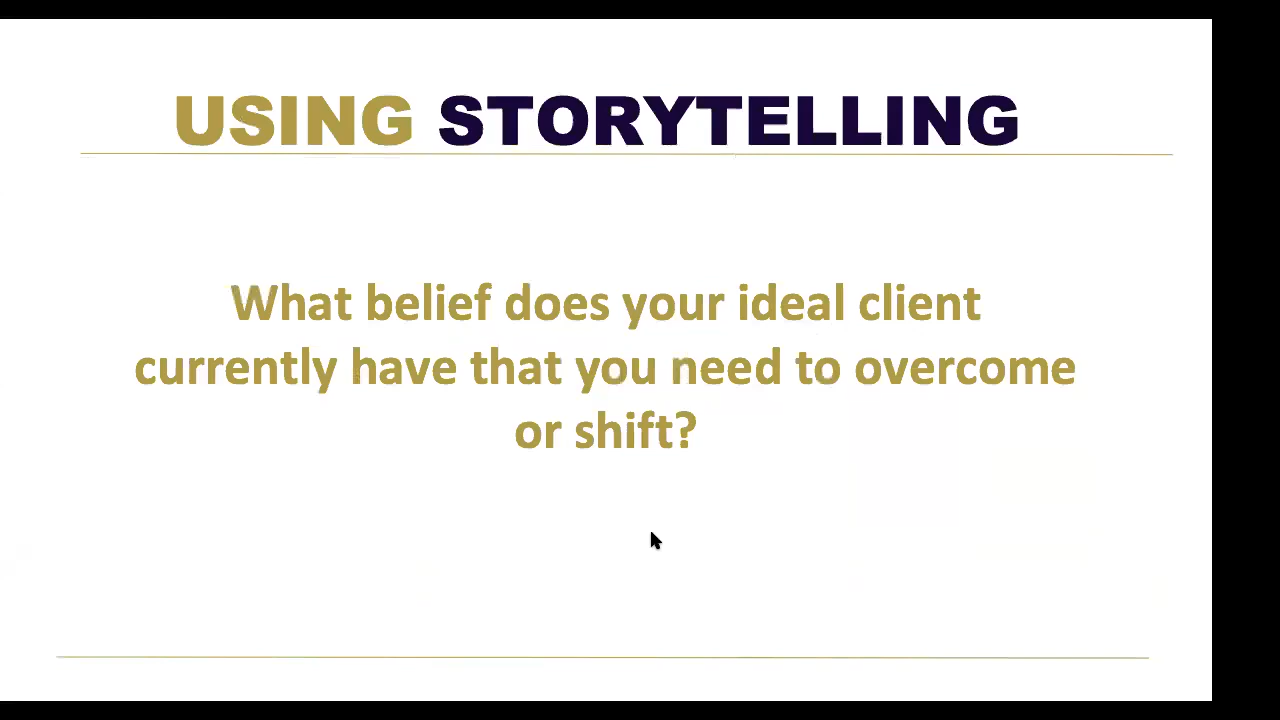 USING STORYTELLING
What belief does your ideal client
currently have that you need to overcome
or shift?